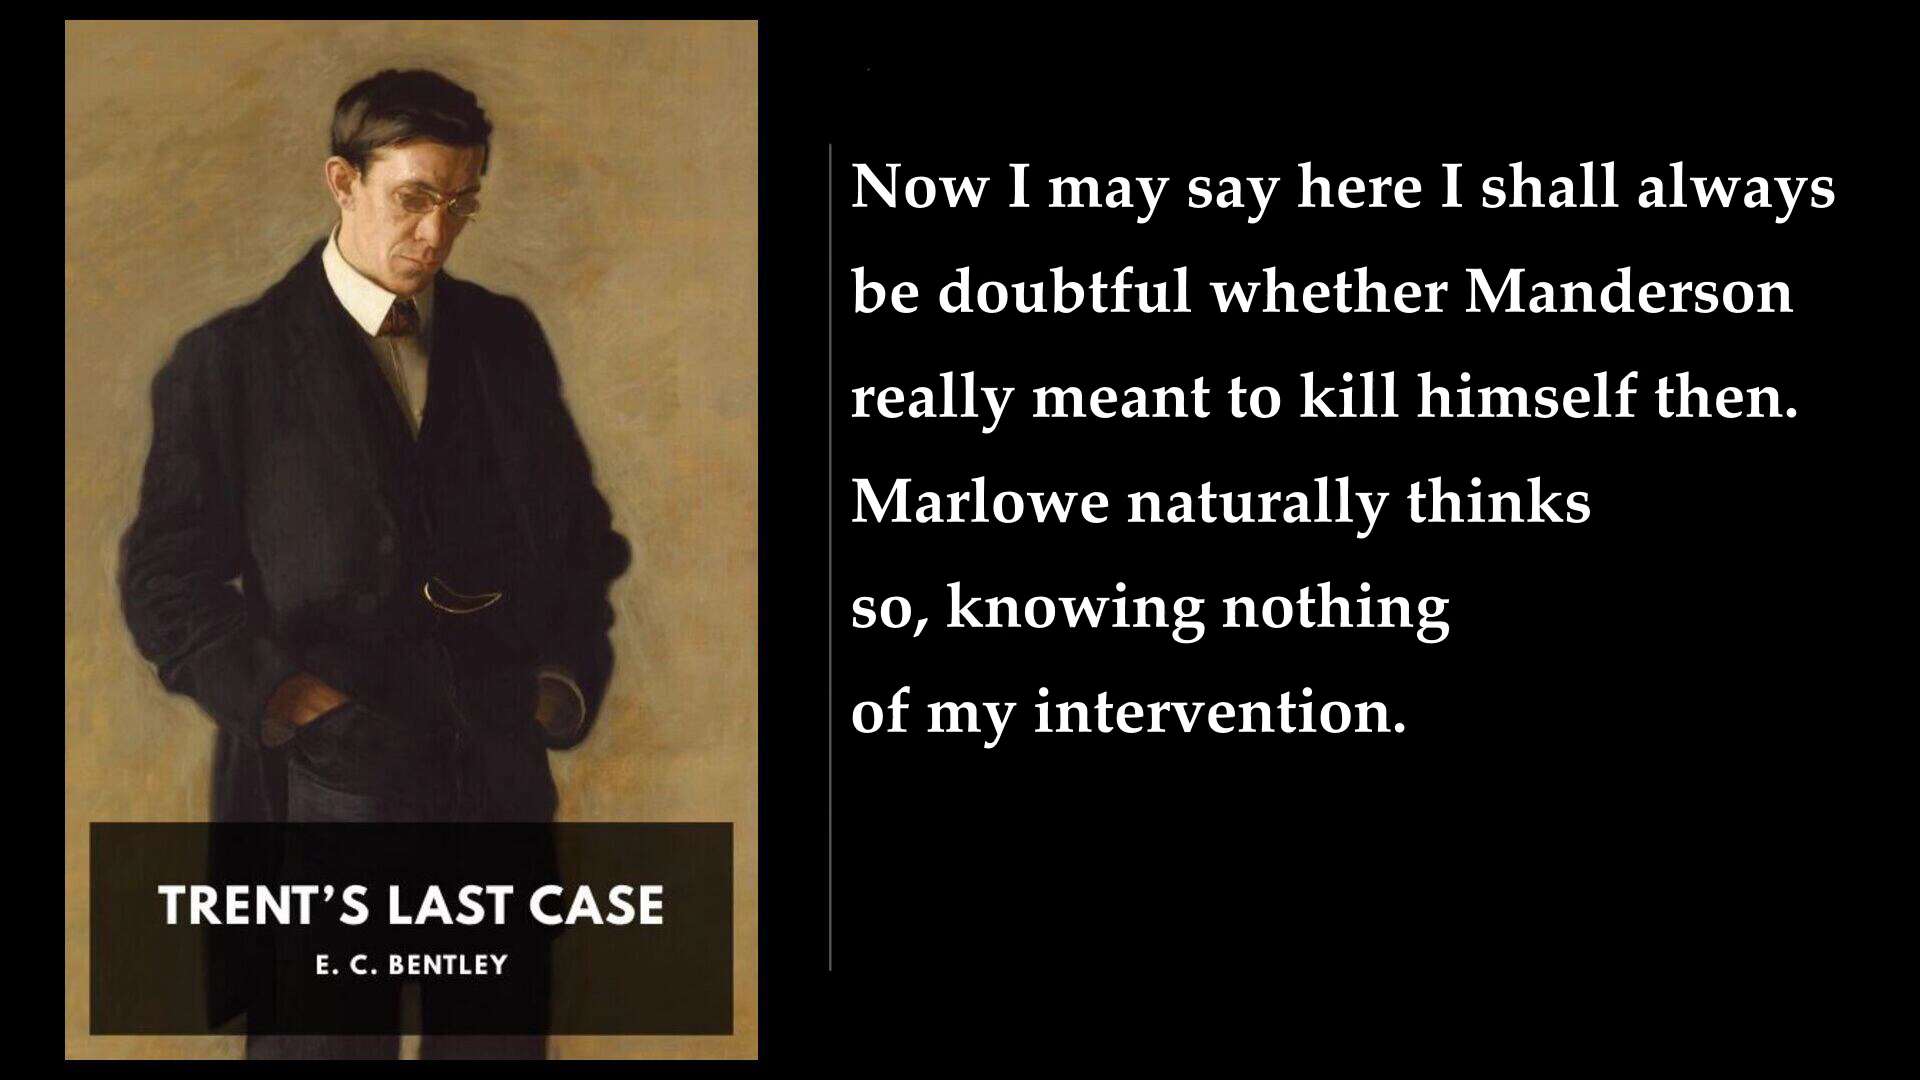 TRENT’S LAST CASE
E. C. BENTLEY
Now I may say here I shall always
be doubtful whether Manderson
really meant to kill himself then.
Marlowe naturally thinks
so, knowing nothing
of my intervention.